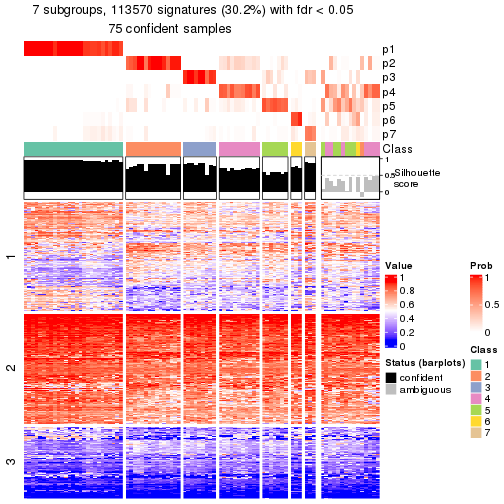 7 subgroups, 113570 signatures (30.2%) with fdr < 0.05
75 confident samples
p1
p2
p3
p4
p5
p6
p7
Class
1
0.5
0
Silhouette
score
1
2
3
Value
1
0.8
0.6
0.4
0.2
0
Prob
1
0.5
0
Status (barplots)
confident
ambiguous
Class
1
2
3
4
5
6
7